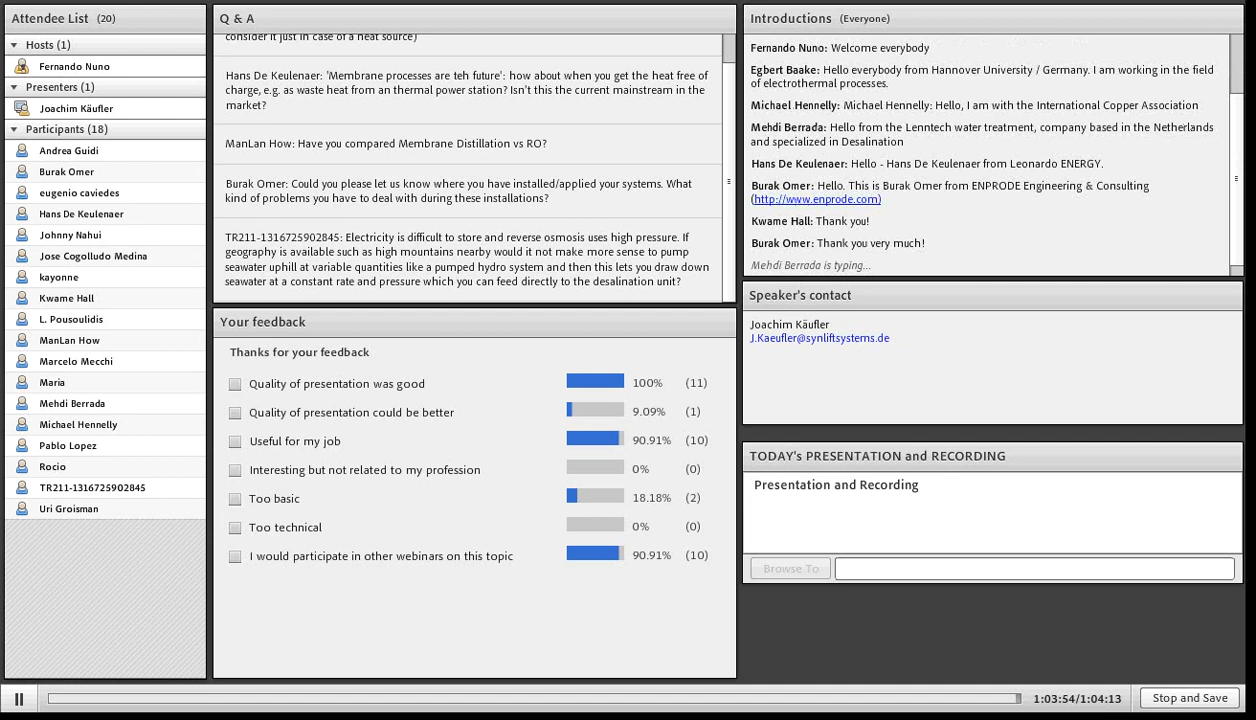 Attendee List (20)
Hosts (1)
Fernando Nuno
Presenters (1)
Joachim Käufler
Participants (18)
Andrea Guidi
Burak Omer
eugenio caviedes
Hans De Keulenaer
Johnny Nahui
Jose Cogolludo Medina
kayonne
Kwame Hall
L. Pousoulidis
ManLan How
Marcelo Mecchi
Maria
Mehdi Berrada
Michael Hennelly
Pablo Lopez
Rocio
TR211-1316725902845
Uri Groisman
Q & A
consider it just in case of a heat source)
Hans De Keulenaer: 'Membrane processes are teh future': how about when you get the heat free of
charge, e.g. as waste heat from an thermal power station? Isn't this the current mainstream in the
market?
ManLan How: Have you compared Membrane Distillation vs RO?
Burak Omer: Could you please let us know where you have installed/applied your systems. What
kind of problems you have to deal with during these installations?
TR211-1316725902845: Electricity is difficult to store and reverse osmosis uses high pressure. If
geography is available such as high mountains nearby would it not make more sense to pump
seawater uphill at variable quantities like a pumped hydro system and then this lets you draw down
seawater at a constant rate and pressure which you can feed directly to the desalination unit?
Your feedback
Thanks for your feedback
Quality of presentation was good 100% (11)
Quality of presentation could be better 9.09% (1)
Useful for my job 90.91% (10)
Interesting but not related to my profession 0% (0)
Too basic 18.18% (2)
Too technical 0% (0)
I would participate in other webinars on this topic 90.91% (10)
Introductions (Everyone)
Fernando Nuno: Welcome everybody
Egbert Baake: Hello everybody from Hannover University / Germany. I am working in the field
of electrothermal processes.
Michael Hennelly: Michael Hennelly: Hello, I am with the International Copper Association
Mehdi Berrada: Hello from the Lenntech water treatment, company based in the Netherlands
and specialized in Desalination
Hans De Keulenaer: Hello - Hans De Keulenaer from Leonardo ENERGY.
Burak Omer: Hello. This is Burak Omer from ENPRODE Engineering & Consulting
(http://www.enprode.com)
Kwame Hall: Thank you!
Burak Omer: Thank you very much!
Mehdi Berrada is typing...
Speaker's contact
Joachim Käufler
J.Kaeufler@synliftsystems.de
TODAY's PRESENTATION and RECORDING
Presentation and Recording
Browse To
1:03:54/1:04:13
Stop and Save